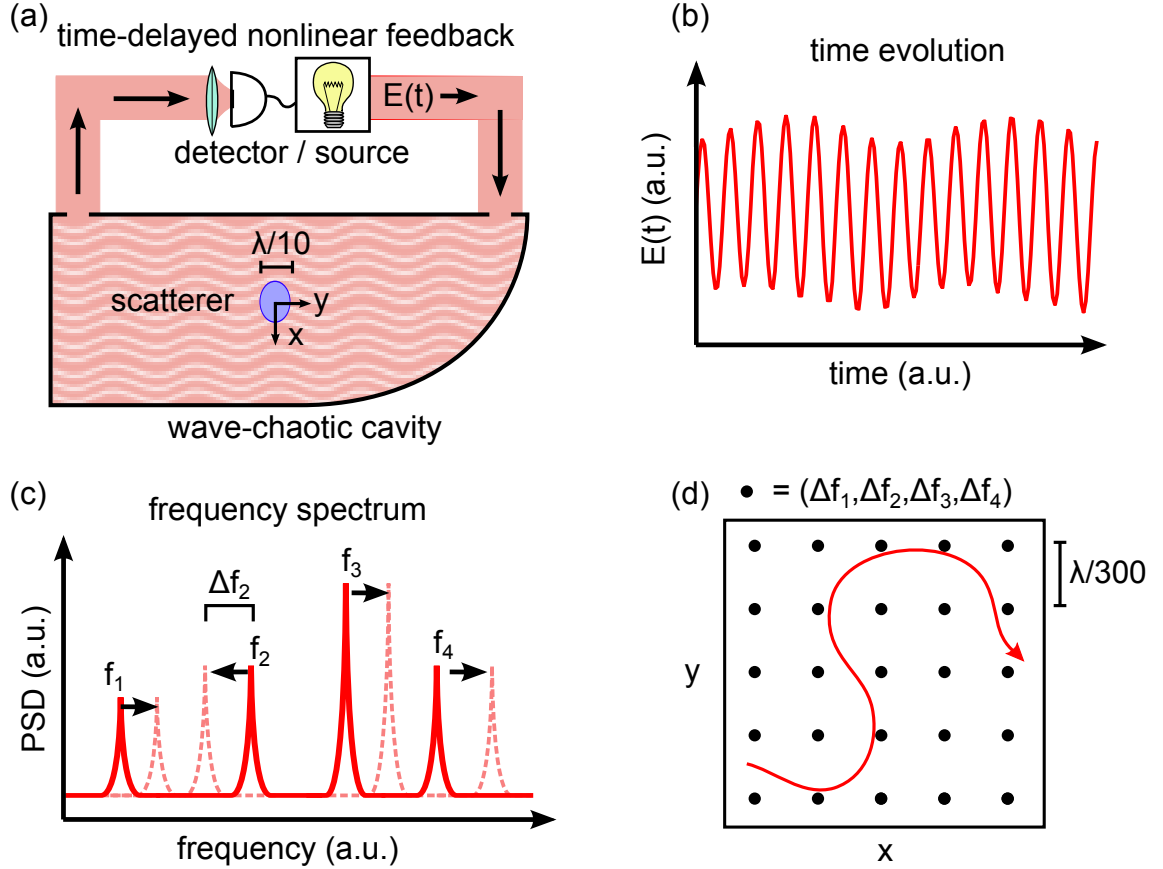 (a)
time-delayed nonlinear feedback
E(t)
detector / source
λ/10
scatterer
y
x
wave-chaotic cavity
(b)
time evolution
E(t) (a.u.)
time (a.u.)
(c)
frequency spectrum
PSD (a.u.)
f₁
Δf₂
f₂
f₃
f₄
frequency (a.u.)
(d)
• = (Δf₁,Δf₂,Δf₃,Δf₄)
λ/300
y
x